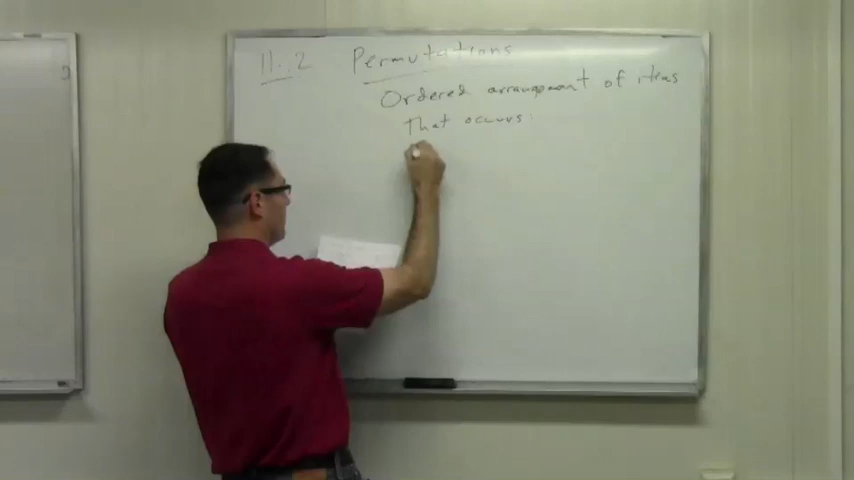 11.2 Permutations
Ordered arrangement of items
that occurs: